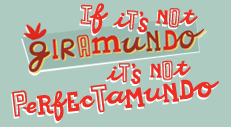 If it's not
giramundo
it's not
Perfectamundo